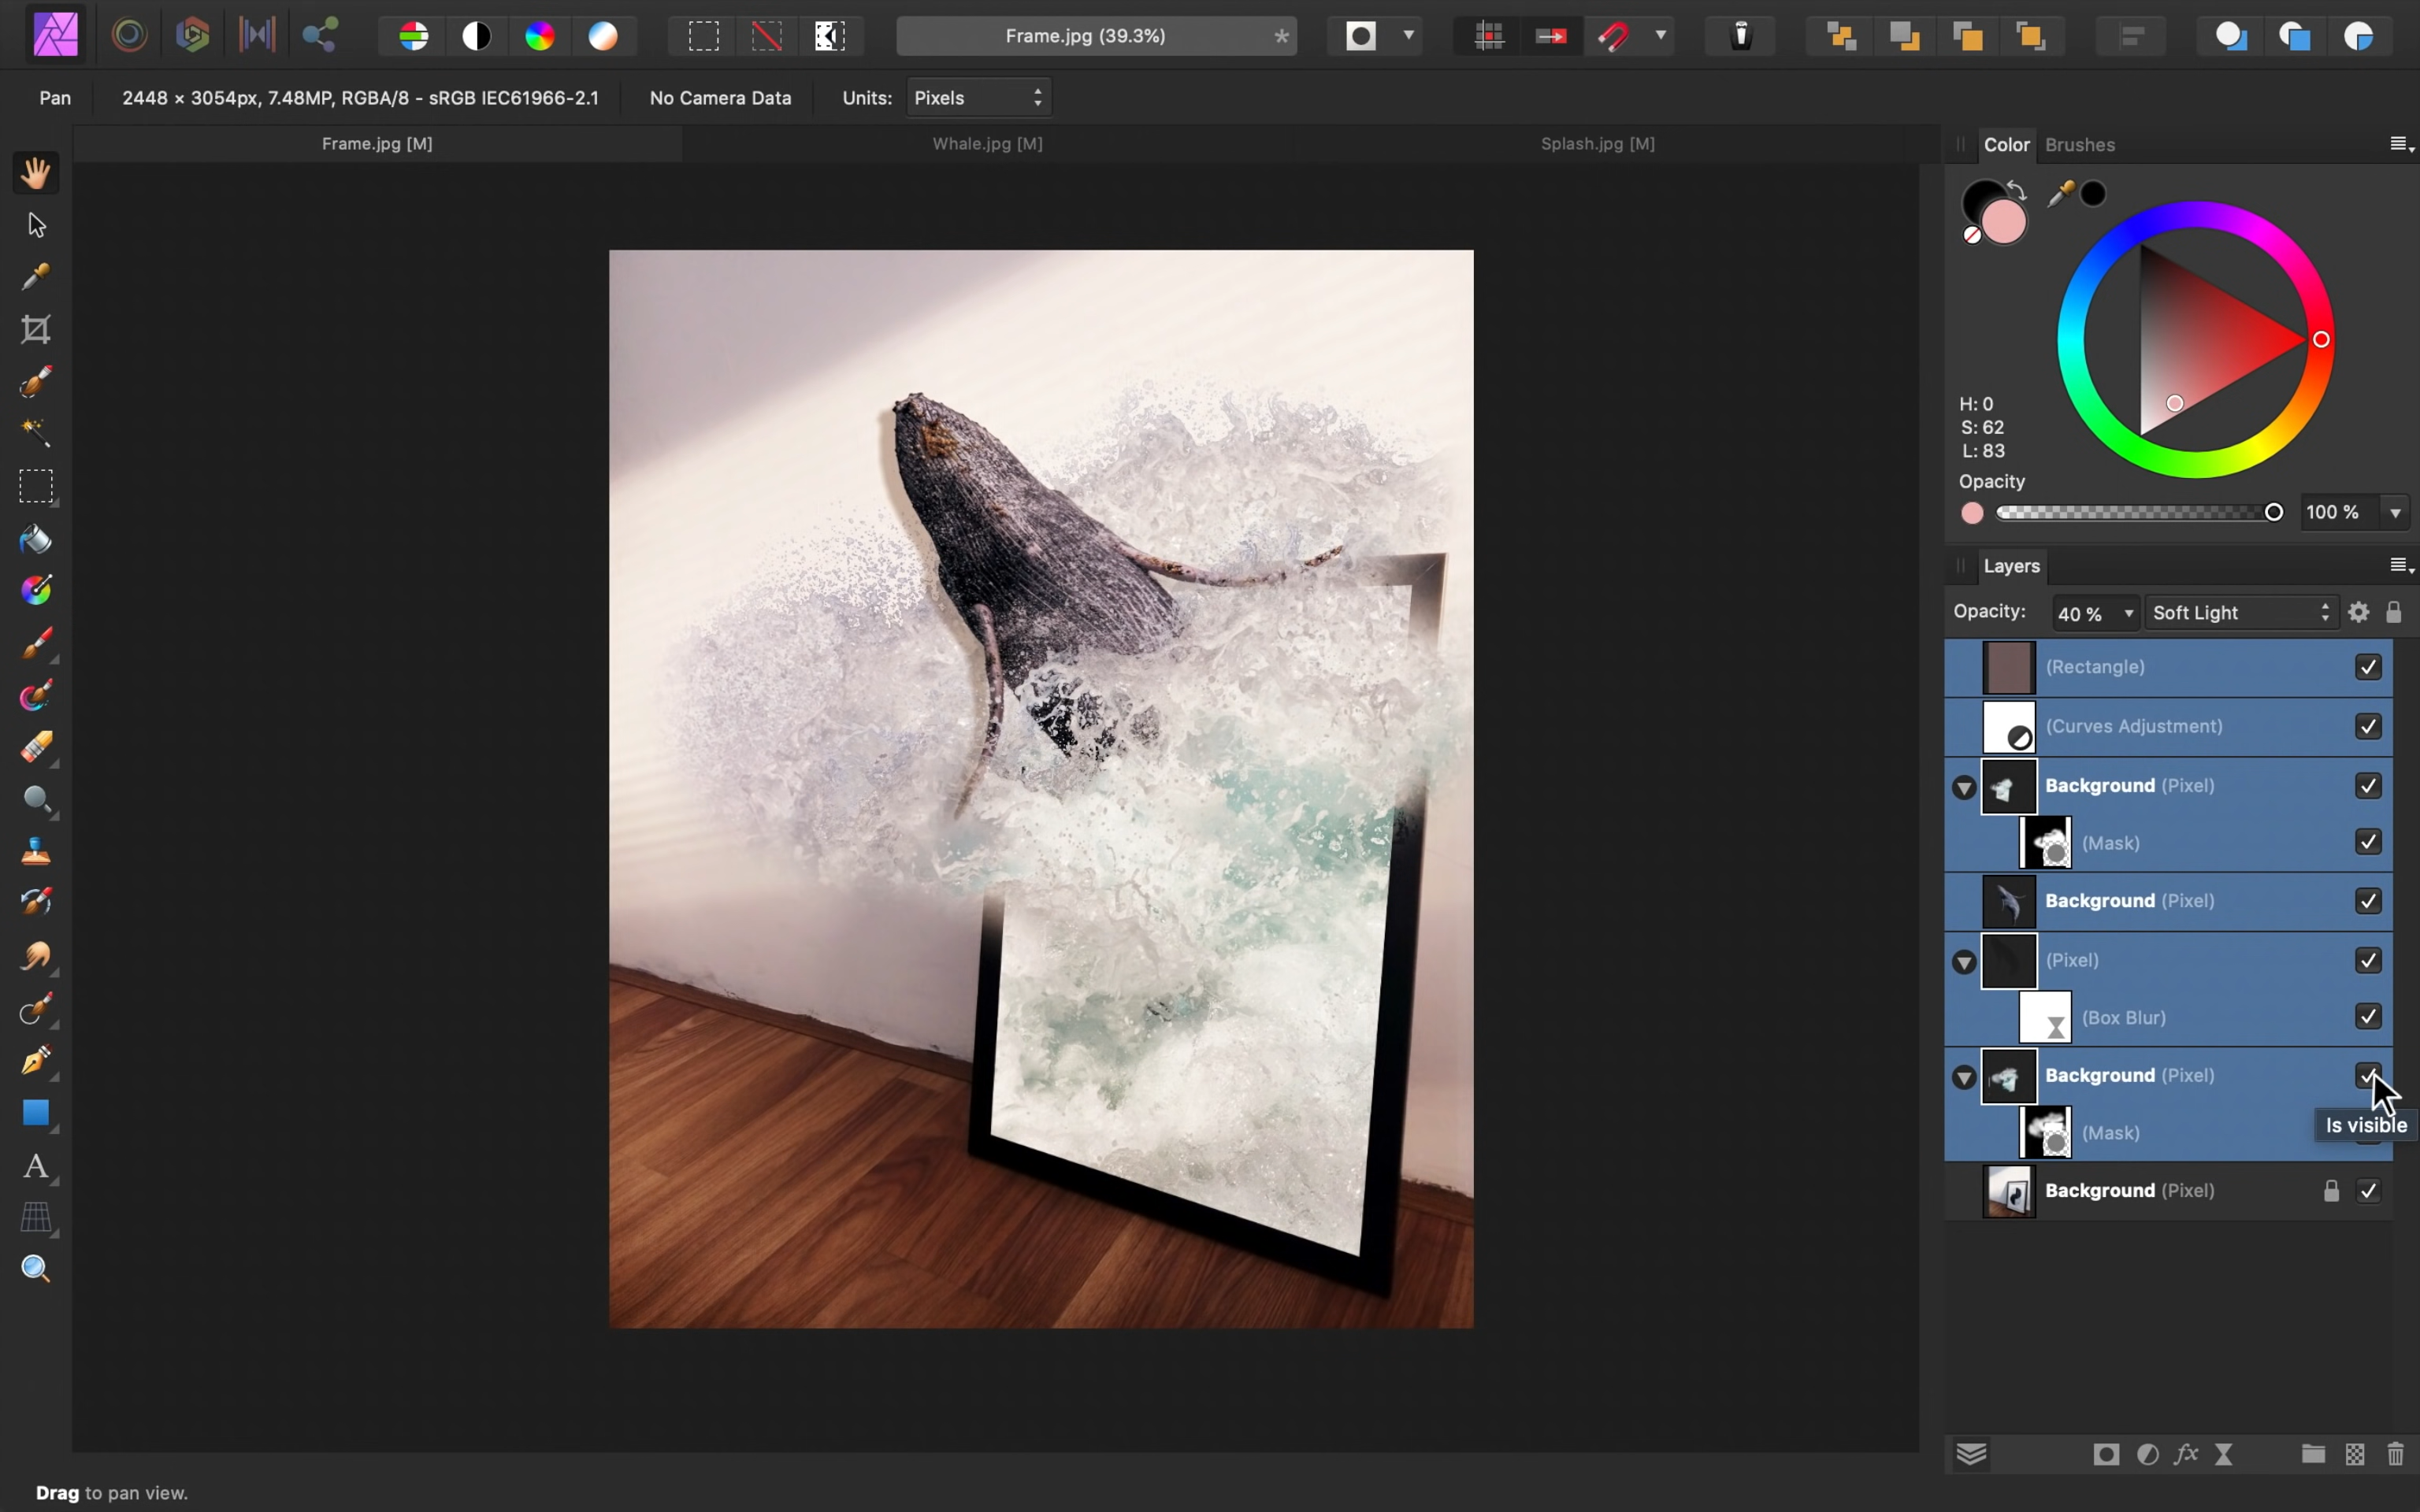 Frame.jpg (39.3%)
*
Pan
2448 × 3054px, 7.48MP, RGBA/8 - sRGB IEC61966-2.1
No Camera Data
Units:
Pixels
Frame.jpg [M]
Whale.jpg [M]
Splash.jpg [M]
Color
Brushes
H: 0
S: 62
L: 83
Opacity
100 %
Layers
Opacity:
40 %
Soft Light
(Rectangle)
(Curves Adjustment)
Background (Pixel)
(Mask)
Background (Pixel)
(Pixel)
(Box Blur)
Background (Pixel)
Is visible
(Mask)
Background (Pixel)
A
fx
Drag to pan view.